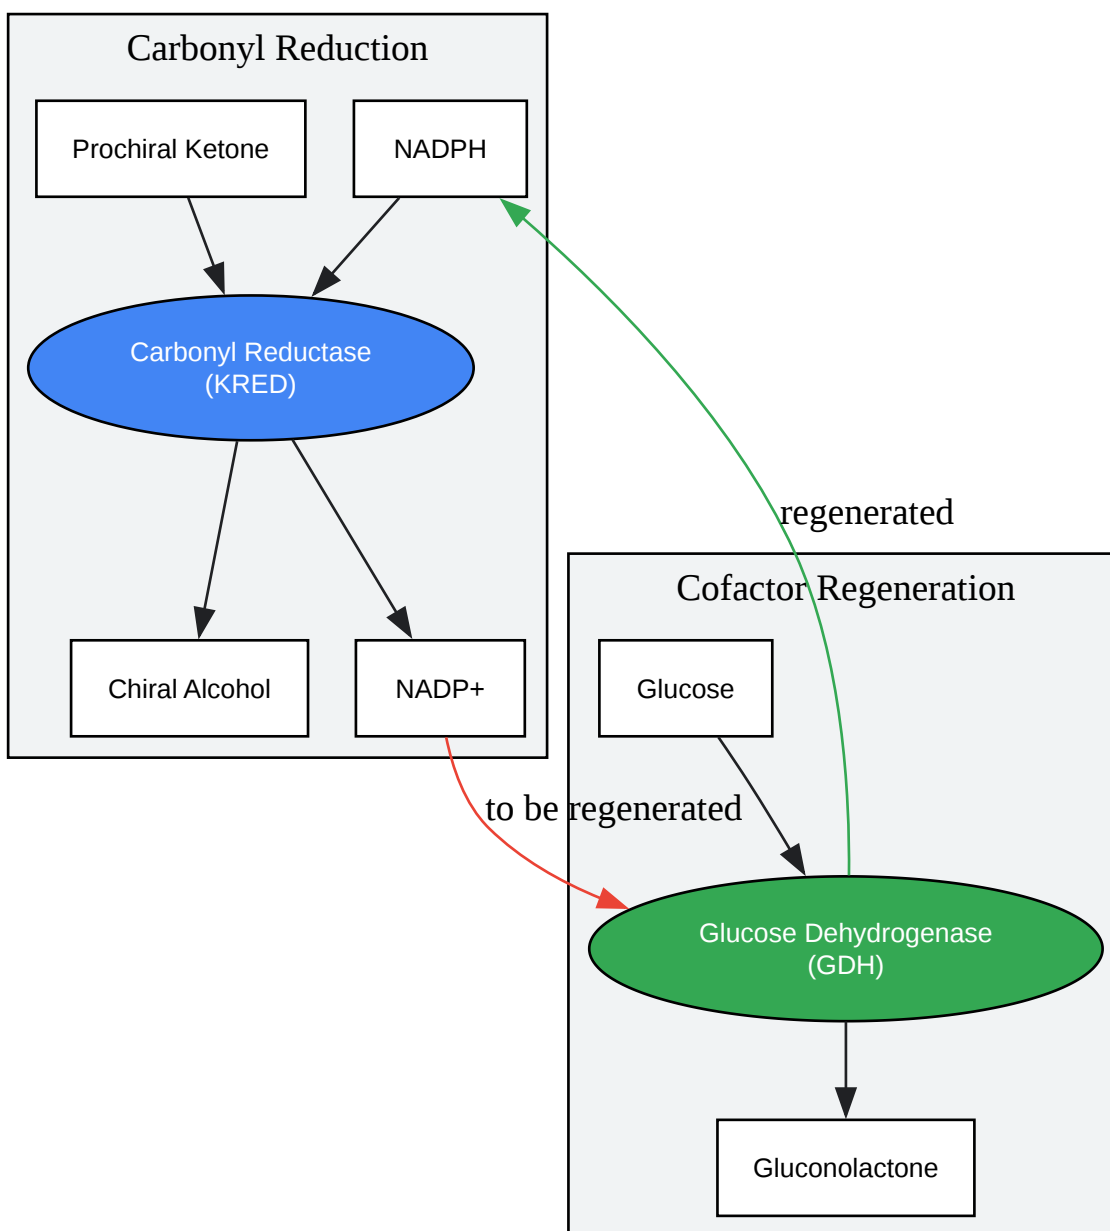 Carbonyl Reduction
Prochiral Ketone
NADPH
Carbonyl Reductase
(KRED)
Chiral Alcohol
NADP+
regenerated
to be regenerated
Cofactor Regeneration
Glucose
Glucose Dehydrogenase
(GDH)
Gluconolactone